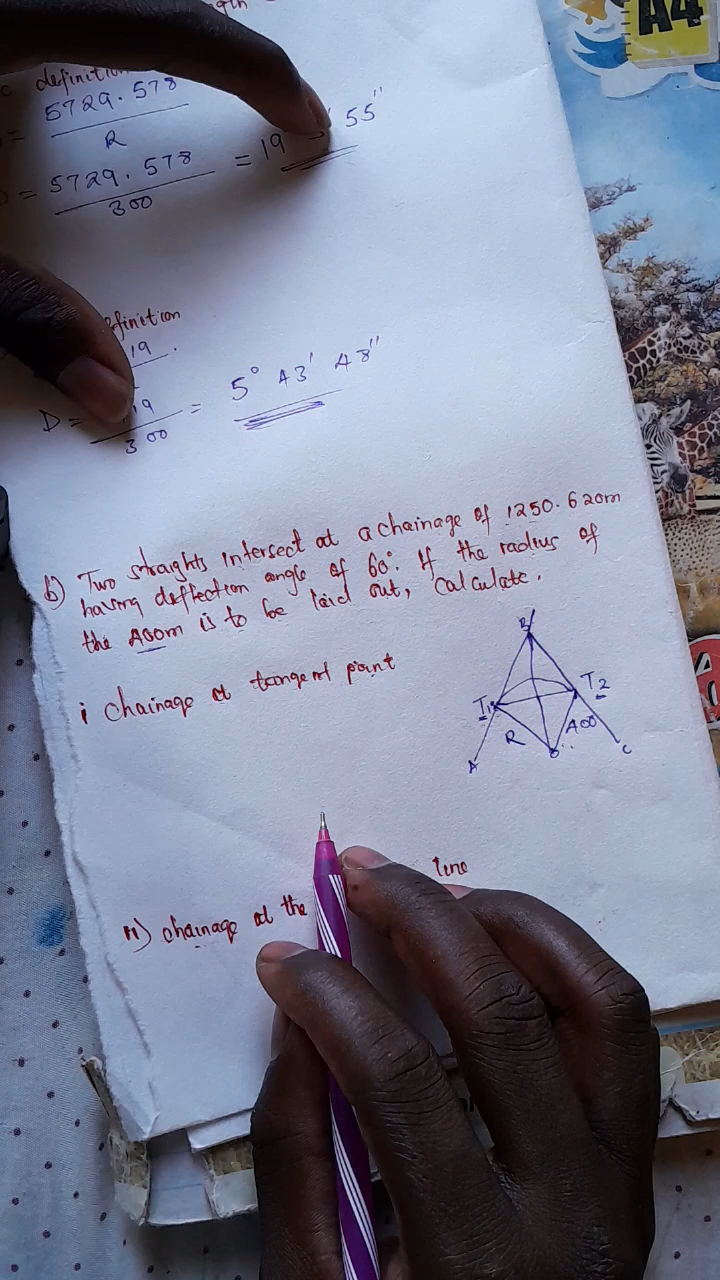 definition
5729.578
R
= 5729.578 = 19 55"
300
19
D = 19 = 5° 43' 48"
300
b) Two straights intersect at a chainage of 1250.620m
having deflection angle of 60°. If the radius of
the 400m is to be laid out, calculate.
i chainage at tangent point
B
T1 T2
R 400
A O C
ii) chainage at the line
A4